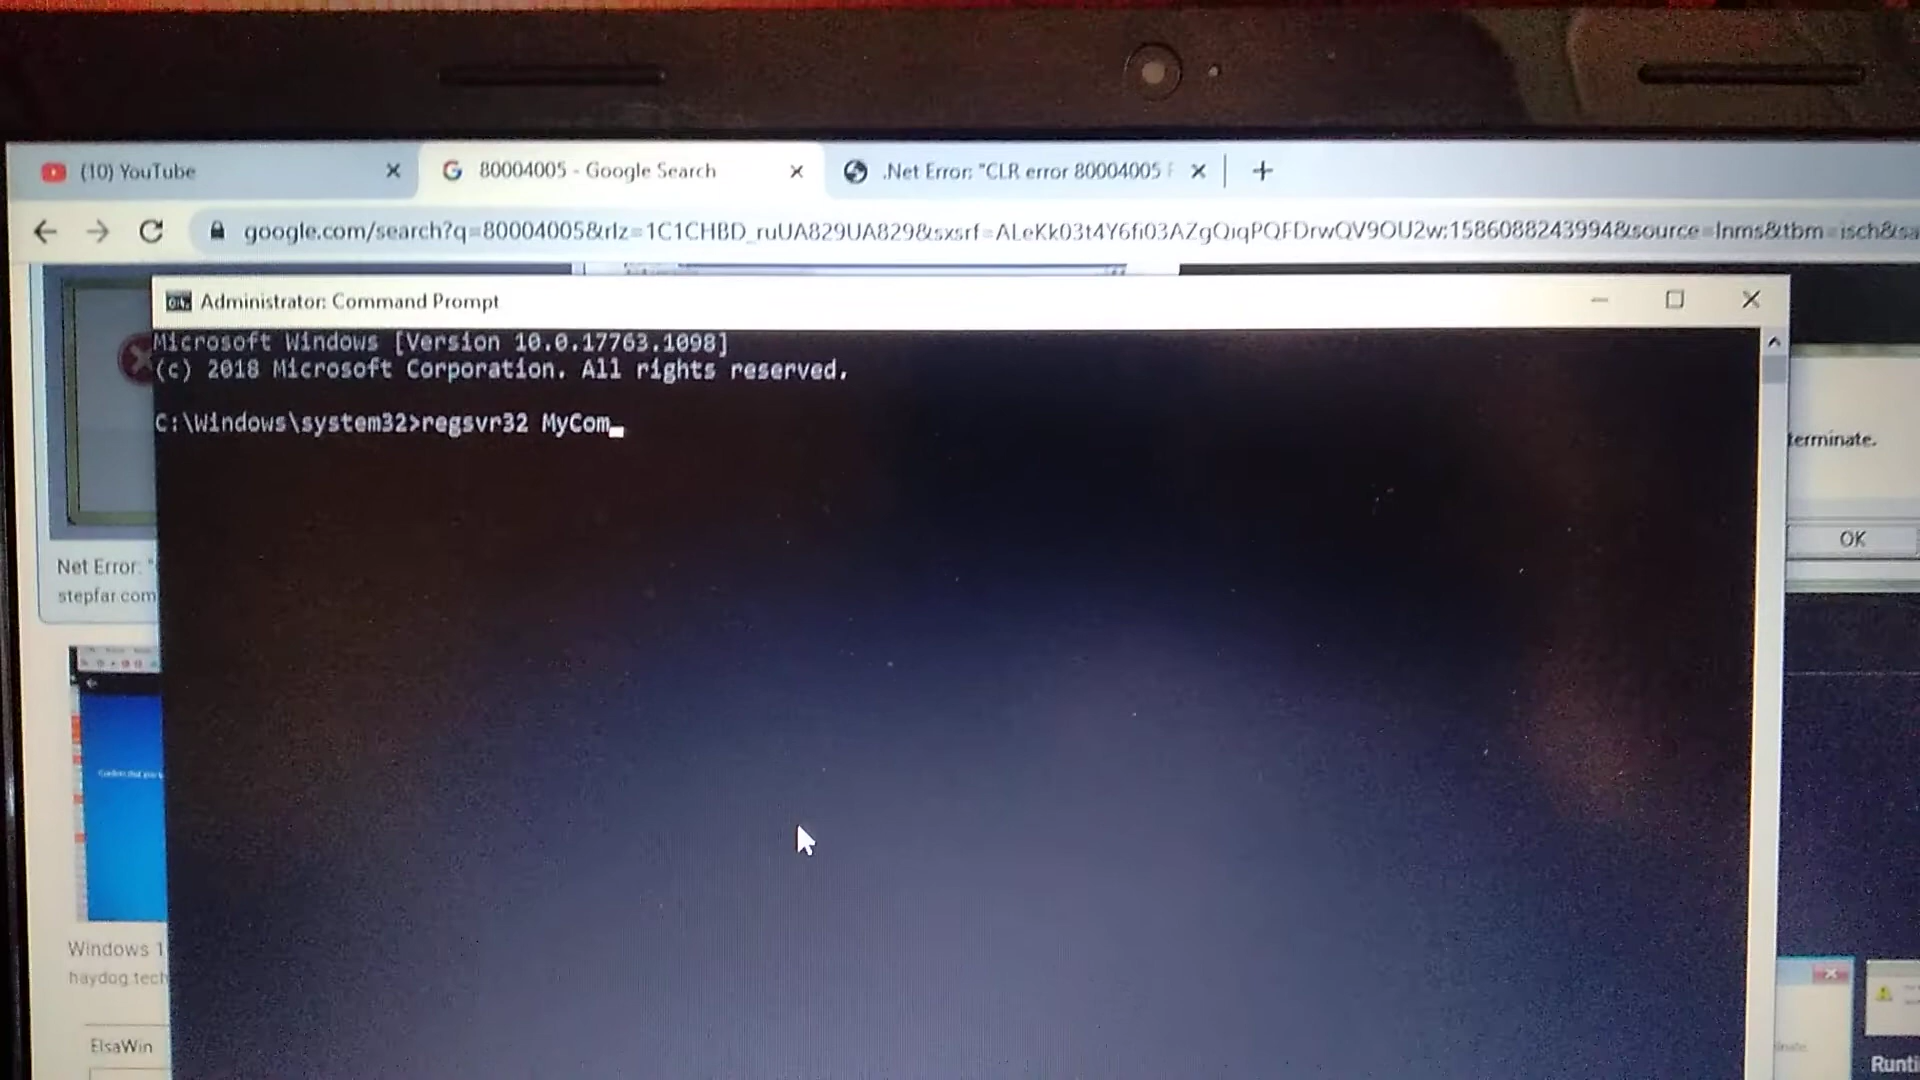 (10) YouTube
80004005 - Google Search
.Net Error: "CLR error 80004005
google.com/search?q=80004005&rlz=1C1CHBD_ruUA829UA829&sxsrf=ALeKk03t4Y6fi03AZgQiqPQFDrwQV9OU2w:1586088243994&source=lnms&tbm=isch&sa
Administrator: Command Prompt
Microsoft Windows [Version 10.0.17763.1098]
(c) 2018 Microsoft Corporation. All rights reserved.
C:\Windows\system32>regsvr32 MyCom
terminate.
OK
Net Error: "
stepfar.com
Windows 1
haydog.tech
ElsaWin
Runti